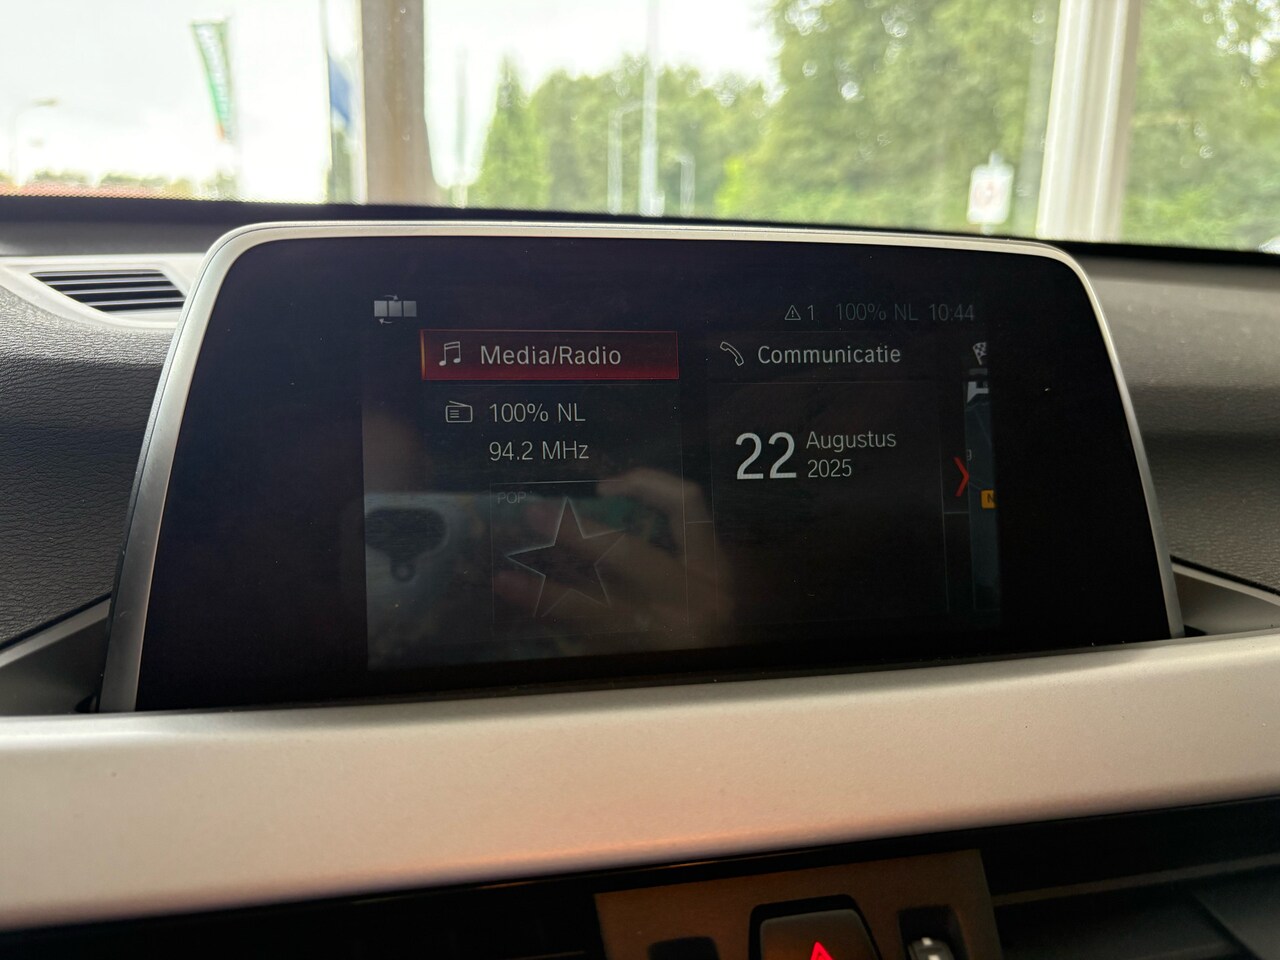 1 100% NL 10:44
Media/Radio
Communicatie
100% NL
94.2 MHz
POP
22 Augustus
2025
N